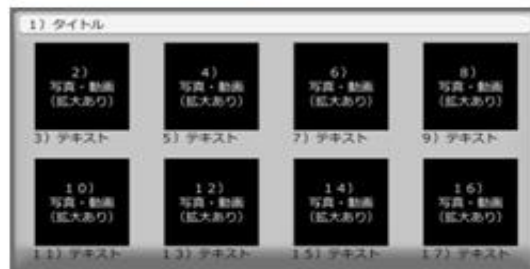 1) タイトル
2)
写真・動画
(拡大あり)
4)
写真・動画
(拡大あり)
6)
写真・動画
(拡大あり)
8)
写真・動画
(拡大あり)
3) テキスト
5) テキスト
7) テキスト
9) テキスト
10)
写真・動画
(拡大あり)
12)
写真・動画
(拡大あり)
14)
写真・動画
(拡大あり)
16)
写真・動画
(拡大あり)
11) テキスト
13) テキスト
15) テキスト
17) テキスト